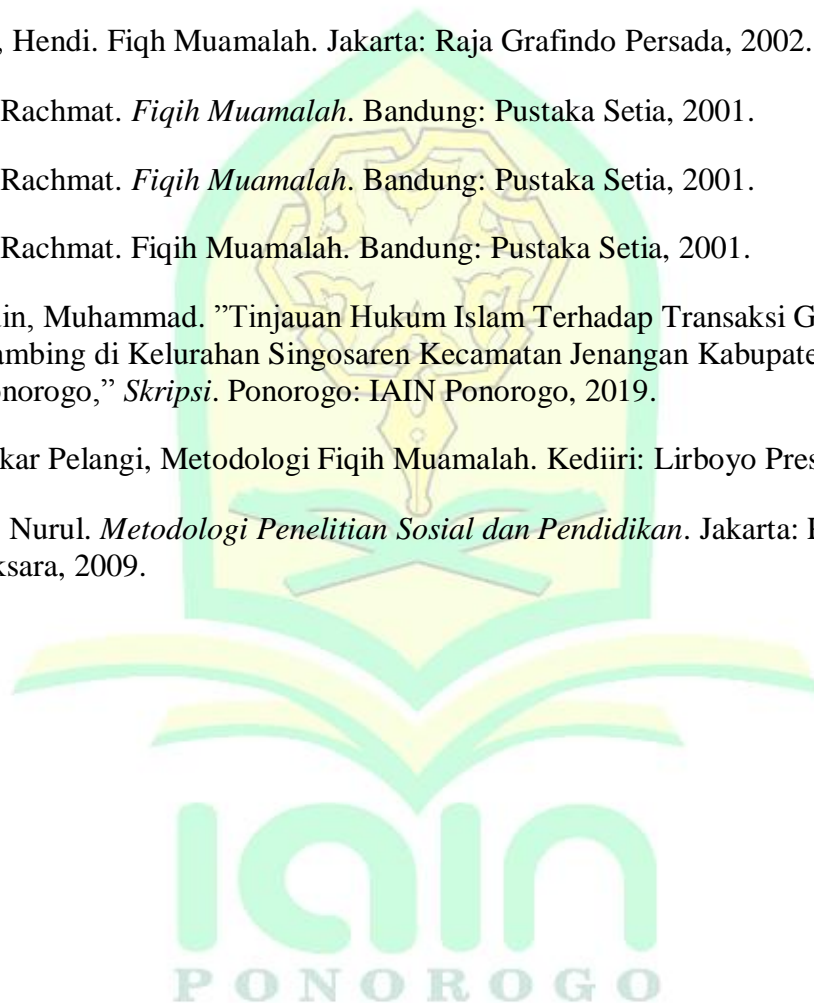 , Hendi. Fiqh Muamalah. Jakarta: Raja Grafindo Persada, 2002.
Rachmat. Fiqih Muamalah. Bandung: Pustaka Setia, 2001.
Rachmat. Fiqih Muamalah. Bandung: Pustaka Setia, 2001.
Rachmat. Fiqih Muamalah. Bandung: Pustaka Setia, 2001.
in, Muhammad. ”Tinjauan Hukum Islam Terhadap Transaksi G
ambing di Kelurahan Singosaren Kecamatan Jenangan Kabupate
norogo,” Skripsi. Ponorogo: IAIN Ponorogo, 2019.
kar Pelangi, Metodologi Fiqih Muamalah. Kediiri: Lirboyo Pres
Nurul. Metodologi Penelitian Sosial dan Pendidikan. Jakarta:
ksara, 2009.
iain
PONOROGO